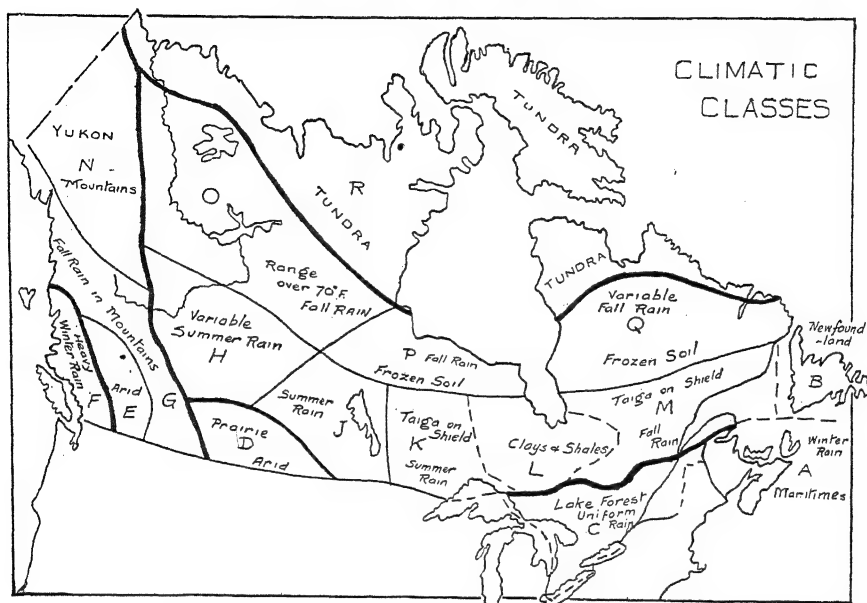 CLIMATIC
CLASSES
TUNDRA
YUKON
N
Mountains
O
R
TUNDRA
TUNDRA
Range
over 70°F.
Fall Rain
Variable
Fall Rain
Q
Frozen Soil
Fall Rain in Mountains
Variable
Summer Rain
H
P Fall Rain
Frozen Soil
Newfound
-land
B
Heavy
Winter Rain
F
Arid
E
G
Prairie
D
Arid
Summer
Rain
J
Taiga on
Shield
K
Summer
Rain
Clays & Shales
L
Taiga on Shield
M
Fall
Rain
Winter
Rain
A
Maritimes
Lake Forest
Uniform
C Rain